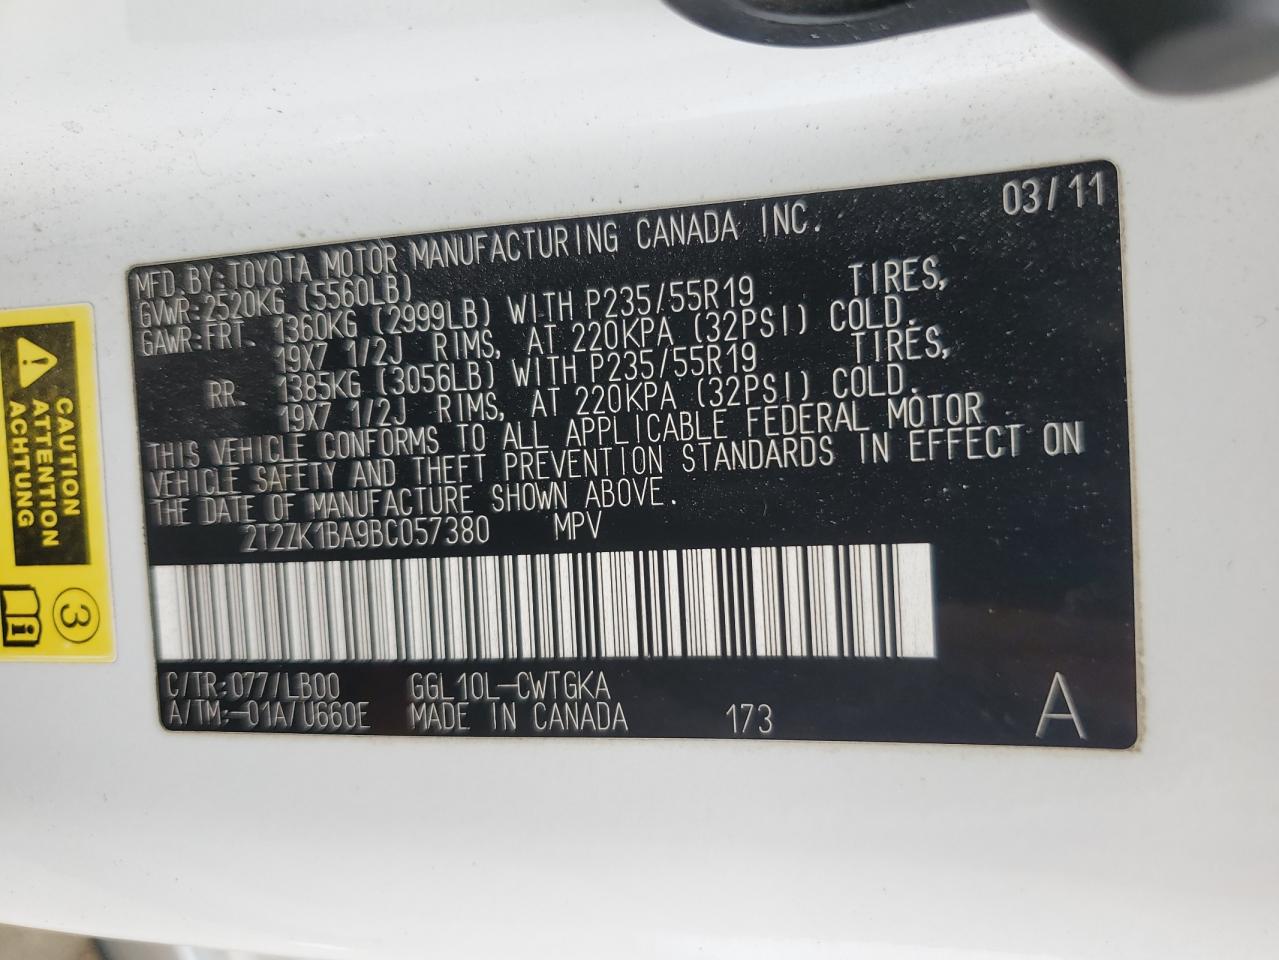 MFD. BY: TOYOTA MOTOR MANUFACTURING CANADA INC. 03/11
GVWR: 2520KG (5560LB)
GAWR: FRT. 1360KG (2999LB) WITH P235/55R19 TIRES,
19X7 1/2J RIMS, AT 220KPA (32PSI) COLD.
RR. 1385KG (3056LB) WITH P235/55R19 TIRES,
19X7 1/2J RIMS, AT 220KPA (32PSI) COLD.
THIS VEHICLE CONFORMS TO ALL APPLICABLE FEDERAL MOTOR
VEHICLE SAFETY AND THEFT PREVENTION STANDARDS IN EFFECT ON
THE DATE OF MANUFACTURE SHOWN ABOVE.
2T2ZK1BA9BC057380 MPV
C/TR: 077/LB00 GGL10L-CWTGKA
A/TM: -01A/U660E MADE IN CANADA 173 A
CAUTION
ATTENTION
ACHTUNG
3
i